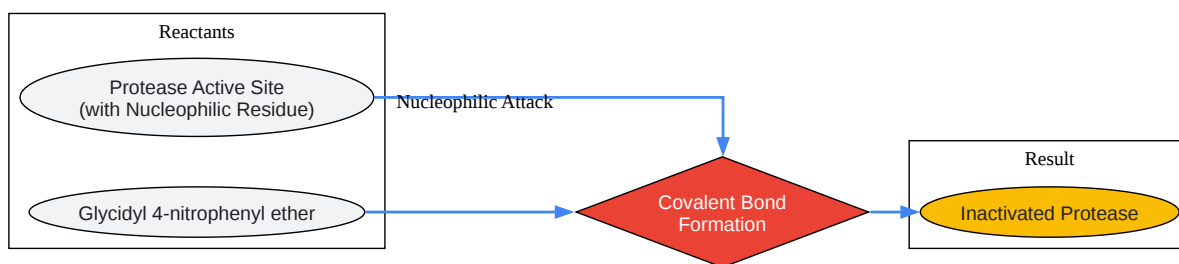 Reactants
Protease Active Site
(with Nucleophilic Residue)
Nucleophilic Attack
Glycidyl 4-nitrophenyl ether
Covalent Bond
Formation
Result
Inactivated Protease